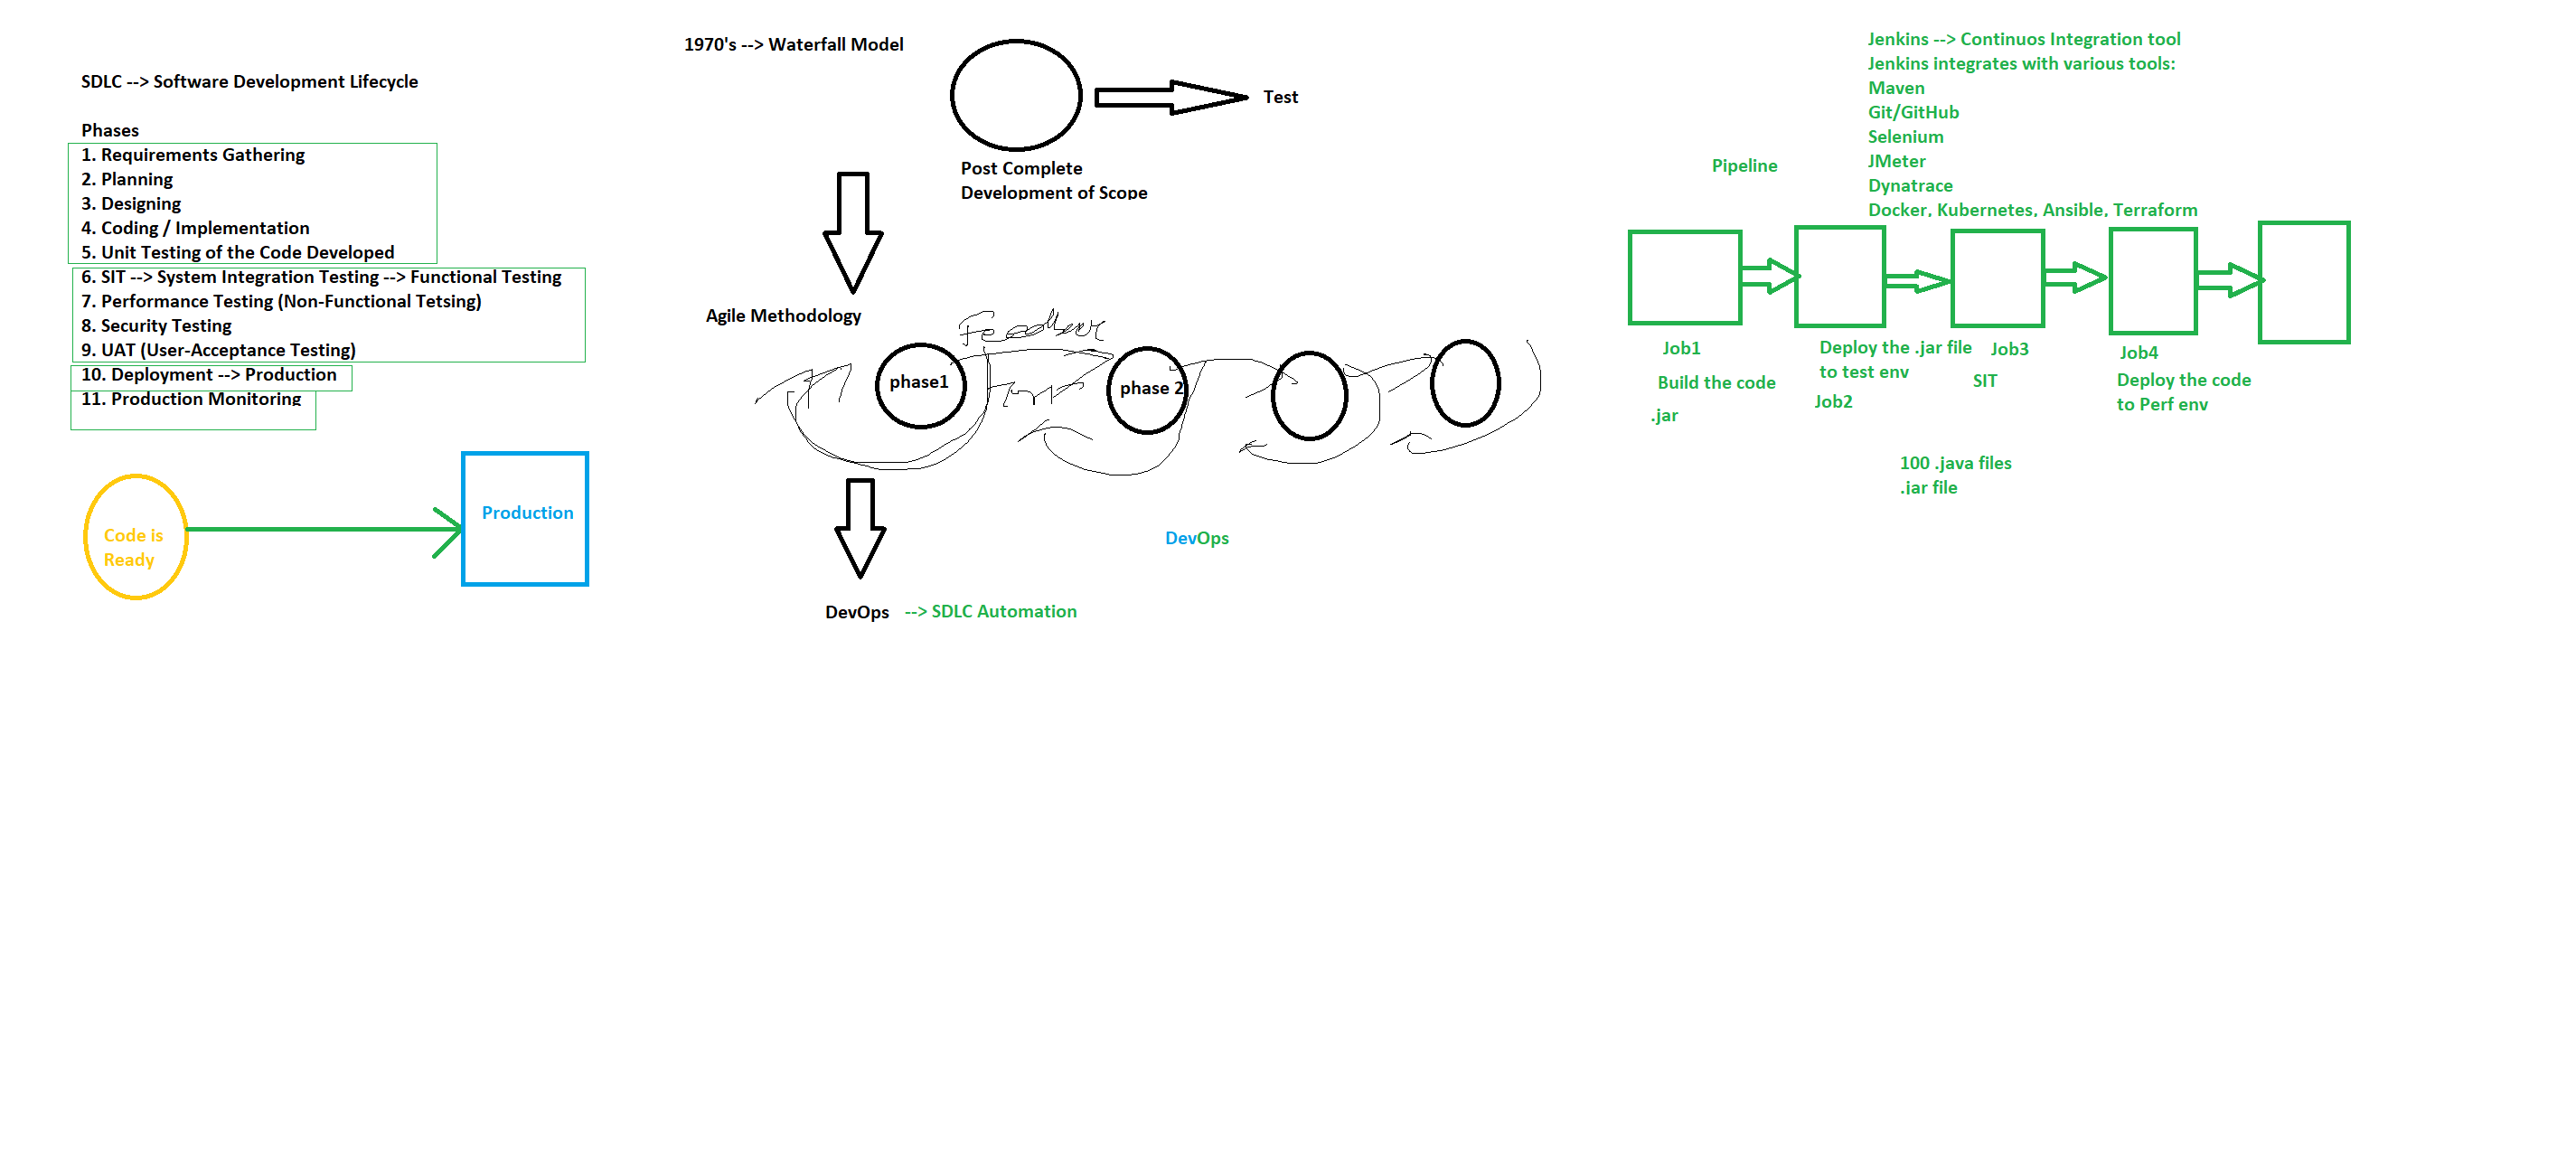 SDLC --> Software Development Lifecycle
Phases
1. Requirements Gathering
2. Planning
3. Designing
4. Coding / Implementation
5. Unit Testing of the Code Developed
6. SIT --> System Integration Testing --> Functional Testing
7. Performance Testing (Non-Functional Tetsing)
8. Security Testing
9. UAT (User-Acceptance Testing)
10. Deployment --> Production
11. Production Monitoring
Code is
Ready
Production
1970's --> Waterfall Model
Test
Post Complete
Development of Scope
Agile Methodology
phase1
phase 2
DevOps
DevOps --> SDLC Automation
Jenkins --> Continuos Integration tool
Jenkins integrates with various tools:
Maven
Git/GitHub
Selenium
JMeter
Dynatrace
Docker, Kubernetes, Ansible, Terraform
Pipeline
Job1
Build the code
.jar
Deploy the .jar file
to test env
Job2
Job3
SIT
Job4
Deploy the code
to Perf env
100 .java files
.jar file